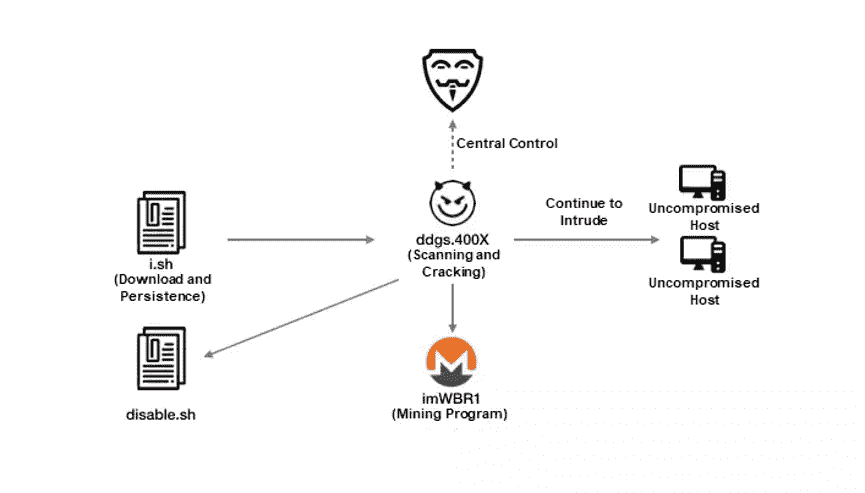 Central Control
i.sh
(Download and
Persistence)
ddgs.400X
(Scanning and
Cracking)
Continue to
Intrude
Uncompromised
Host
Uncompromised
Host
disable.sh
imWBR1
(Mining Program)